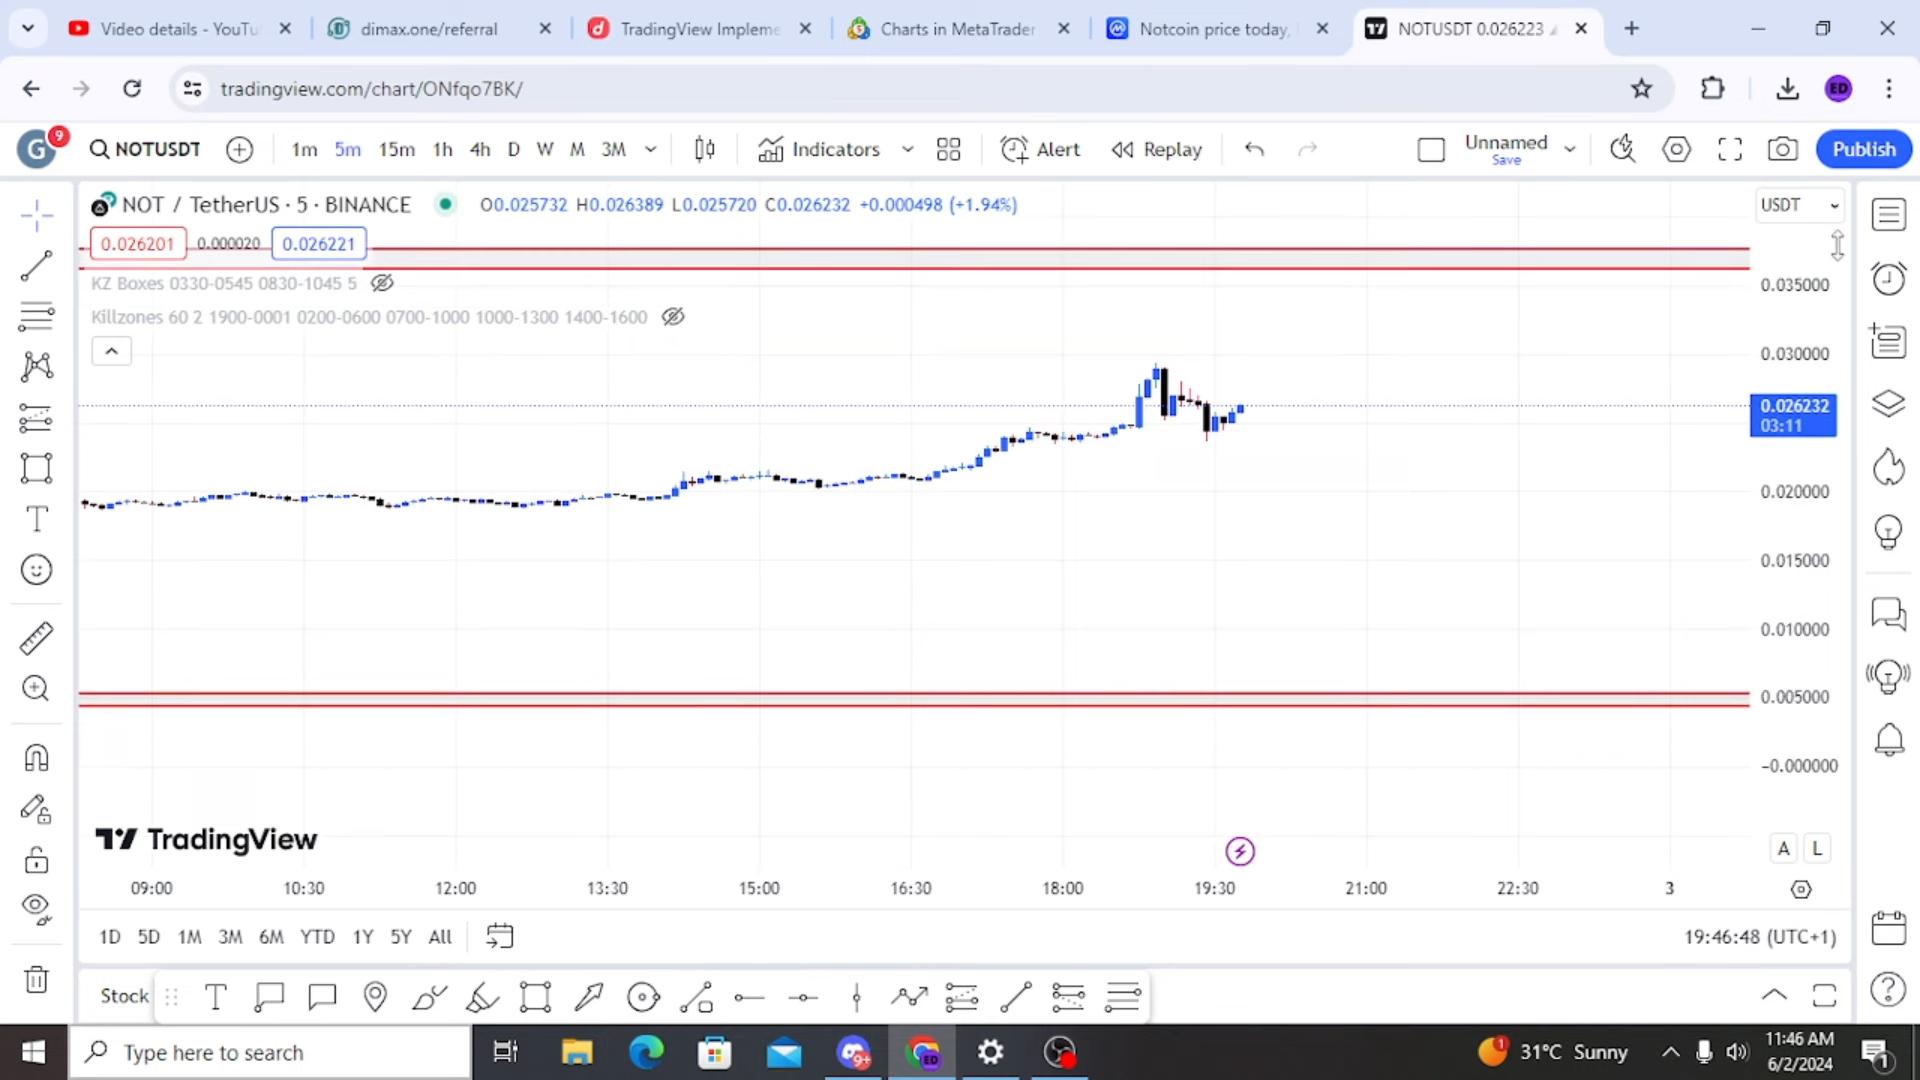 Video details - YouTu
dimax.one/referral
TradingView Impleme
Charts in MetaTrader
Notcoin price today,
NOTUSDT 0.026223
tradingview.com/chart/ONfqo7BK/
ED
G 9
NOTUSDT
1m 5m 15m 1h 4h D W M 3M
Indicators
Alert
Replay
Unnamed
Save
Publish
NOT / TetherUS · 5 · BINANCE
O0.025732 H0.026389 L0.025720 C0.026232 +0.000498 (+1.94%)
USDT
0.026201 0.000020 0.026221
KZ Boxes 0330-0545 0830-1045 5
Killzones 60 2 1900-0001 0200-0600 0700-1000 1000-1300 1400-1600
0.035000
0.030000
0.026232
03:11
0.020000
0.015000
0.010000
0.005000
-0.000000
TradingView
A L
09:00 10:30 12:00 13:30 15:00 16:30 18:00 19:30 21:00 22:30 3
1D 5D 1M 3M 6M YTD 1Y 5Y All
19:46:48 (UTC+1)
Stock
Type here to search
9+
ED
1
31°C Sunny
11:46 AM
6/2/2024
1